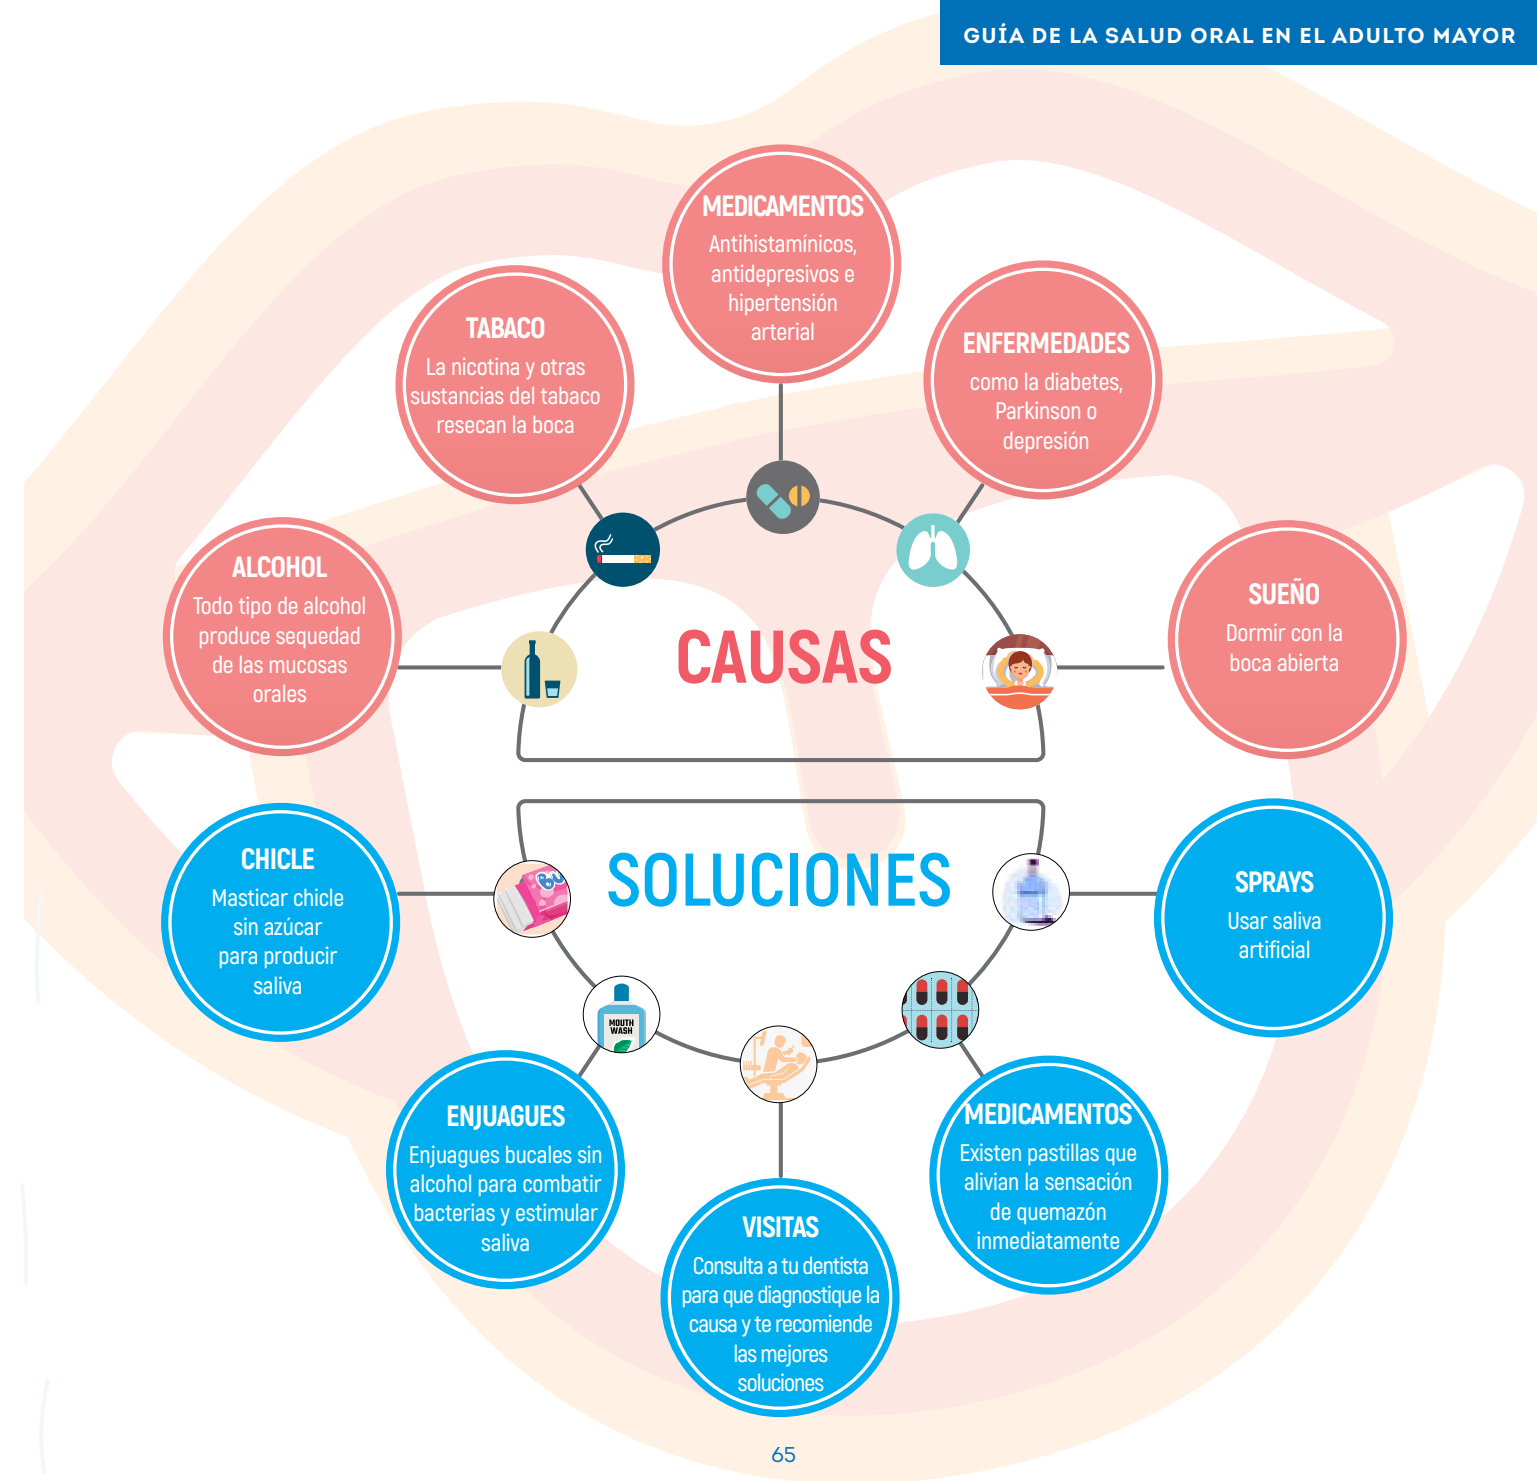 GUÍA DE LA SALUD ORAL EN EL ADULTO MAYOR
MEDICAMENTOS
Antihistamínicos,
antidepresivos e
hipertensión
arterial
TABACO
La nicotina y otras
sustancias del tabaco
resecan la boca
ENFERMEDADES
como la diabetes,
Parkinson o
depresión
ALCOHOL
Todo tipo de alcohol
produce sequedad
de las mucosas
orales
SUEÑO
Dormir con la
boca abierta
CAUSAS
SOLUCIONES
CHICLE
Masticar chicle
sin azúcar
para producir
saliva
SPRAYS
Usar saliva
artificial
MOUTH
WASH
ENJUAGUES
Enjuagues bucales sin
alcohol para combatir
bacterias y estimular
saliva
MEDICAMENTOS
Existen pastillas que
alivian la sensación
de quemazón
inmediatamente
VISITAS
Consulta a tu dentista
para que diagnostique la
causa y te recomiende
las mejores
soluciones
65